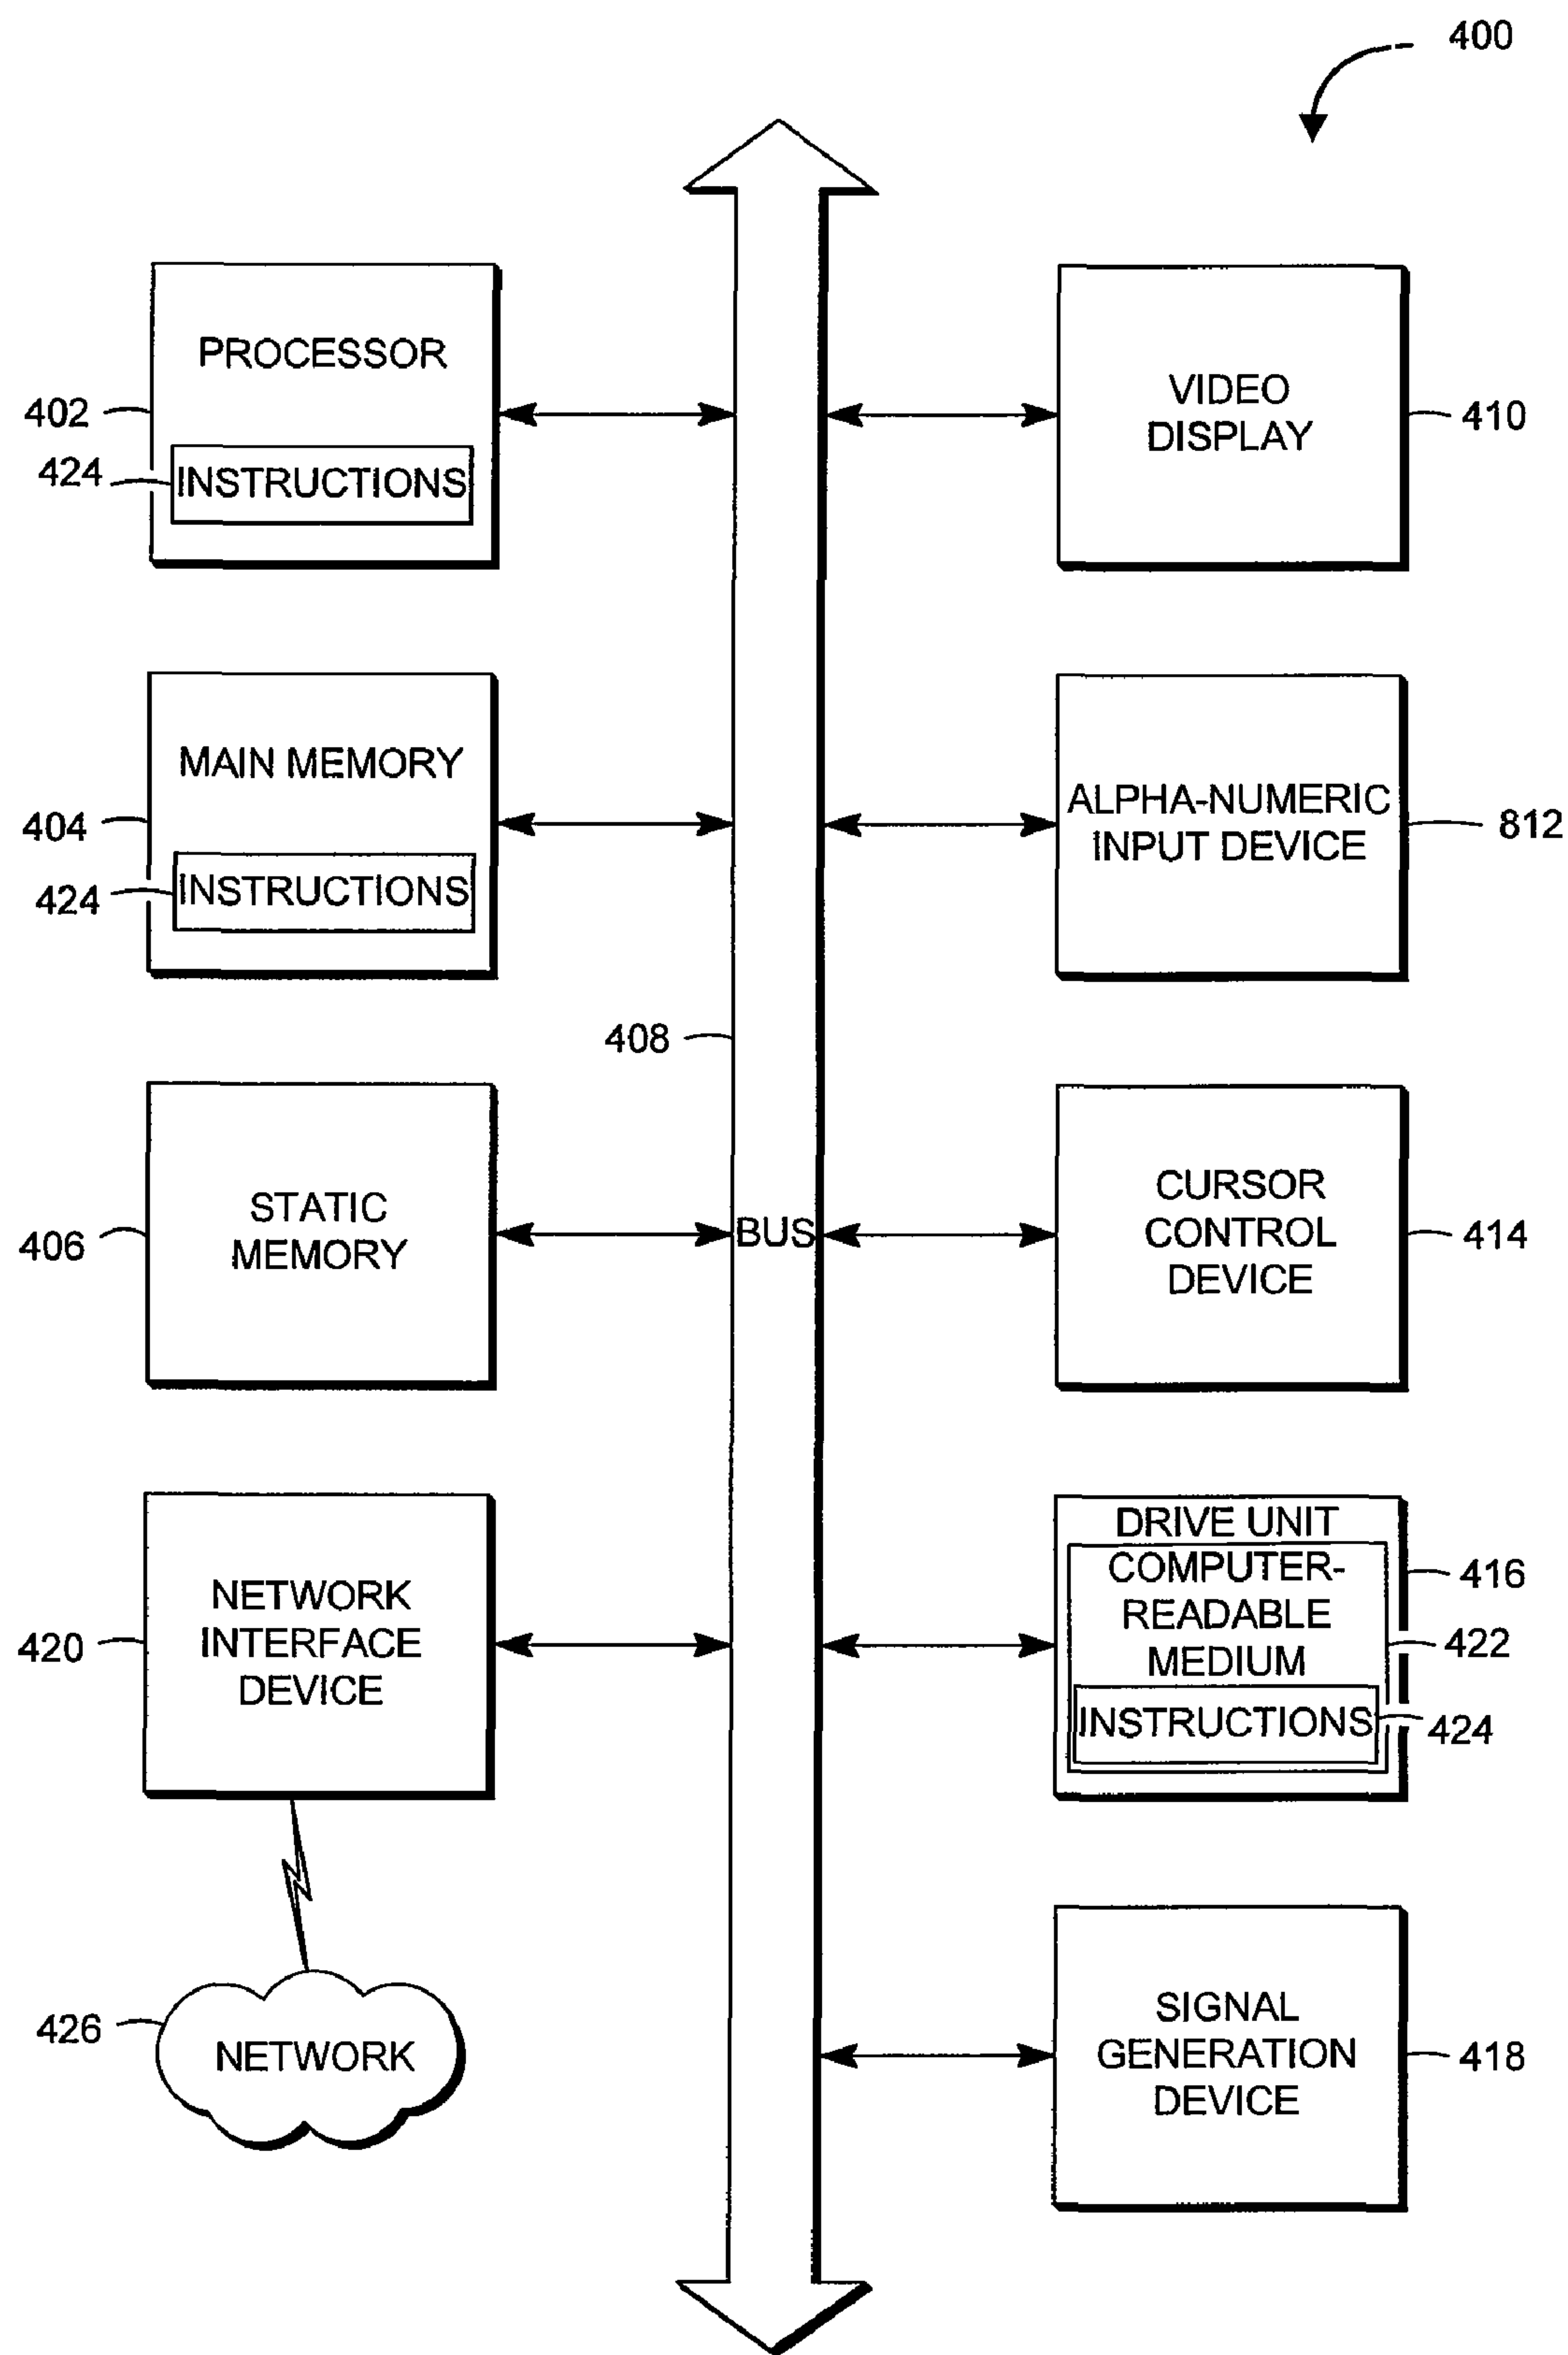 400
PROCESSOR
402
424
INSTRUCTIONS
VIDEO
DISPLAY
410
MAIN MEMORY
404
424
INSTRUCTIONS
ALPHA-NUMERIC
INPUT DEVICE
812
408
STATIC
MEMORY
406
BUS
CURSOR
CONTROL
DEVICE
414
NETWORK
INTERFACE
DEVICE
420
DRIVE UNIT
COMPUTER-
READABLE
MEDIUM
416
422
INSTRUCTIONS
424
426
NETWORK
SIGNAL
GENERATION
DEVICE
418